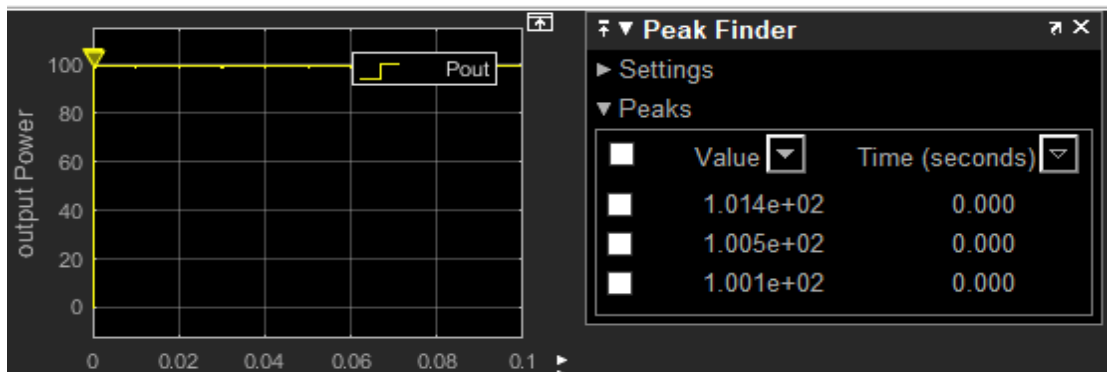 output Power
100
80
60
40
20
0
0 0.02 0.04 0.06 0.08 0.1
Pout
Peak Finder
Settings
Peaks
Value Time (seconds)
1.014e+02 0.000
1.005e+02 0.000
1.001e+02 0.000